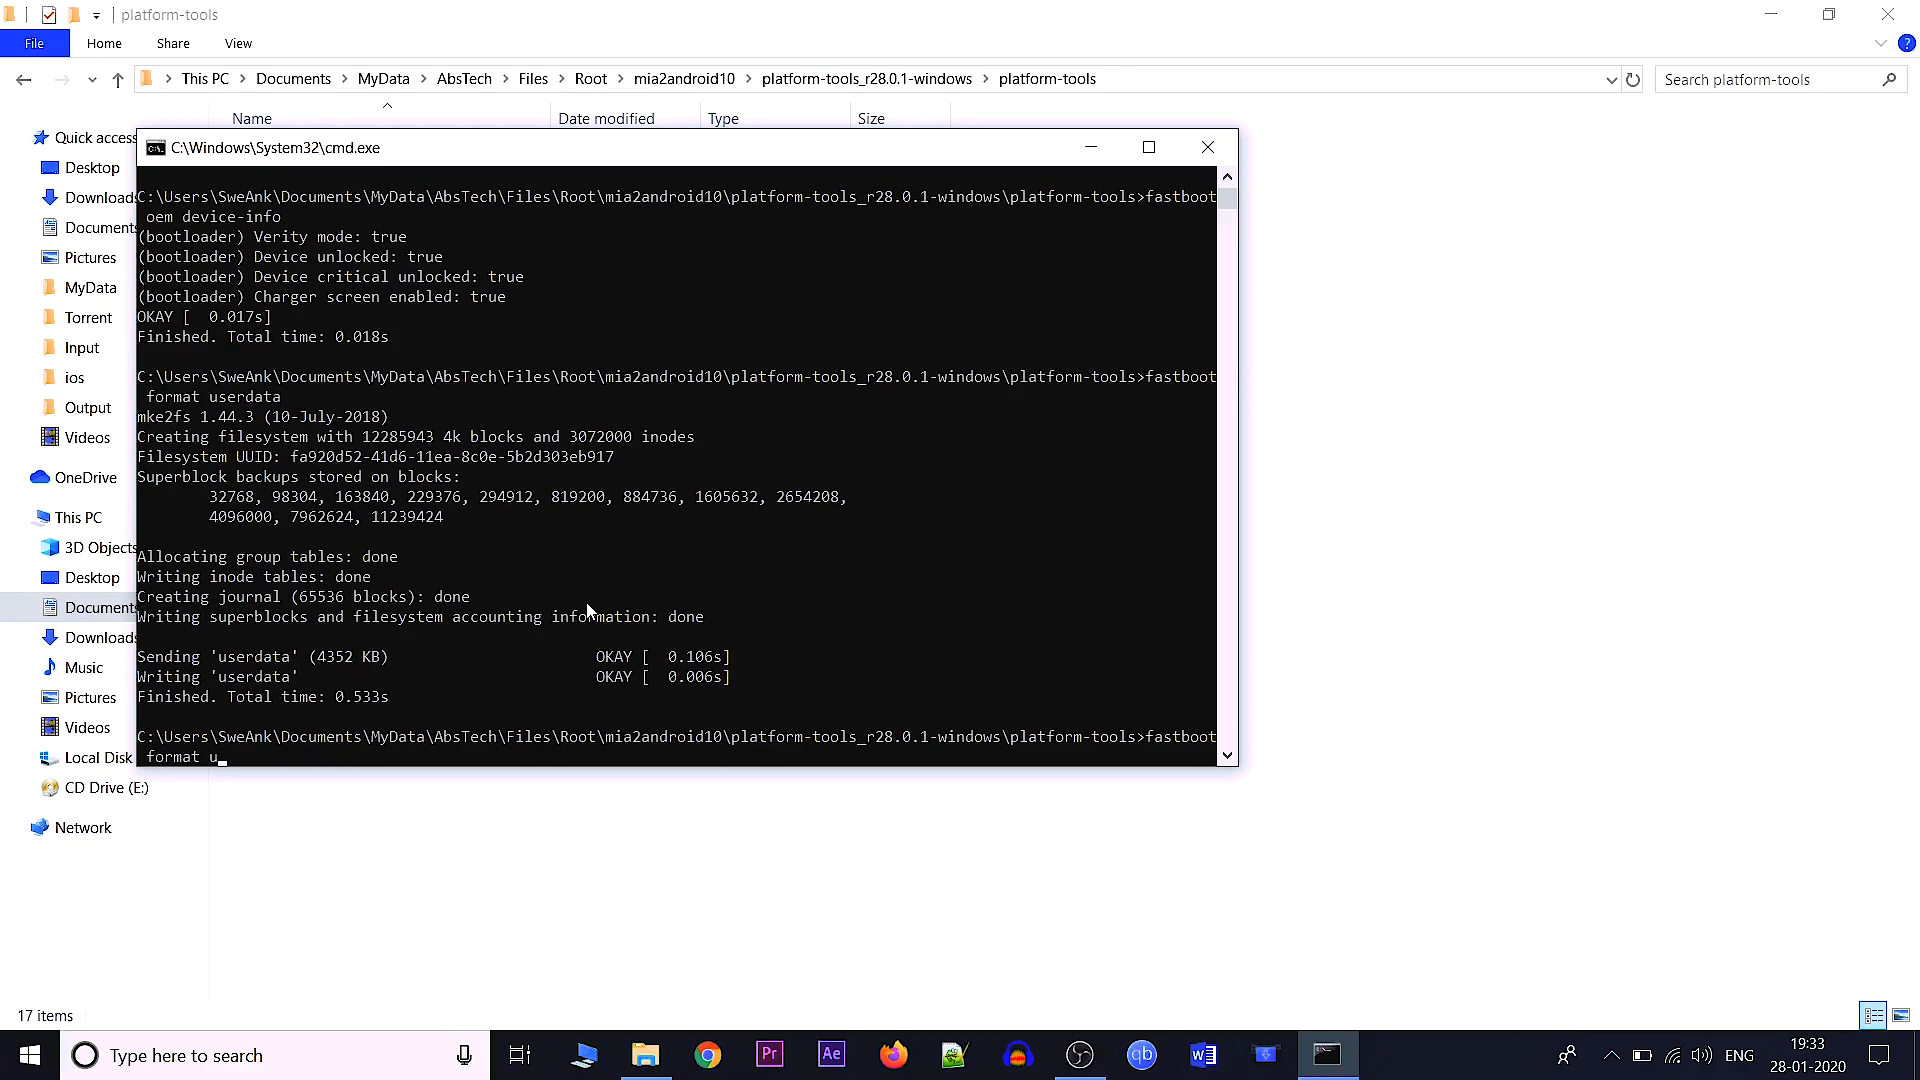 platform-tools
File Home Share View
This PC > Documents > MyData > AbsTech > Files > Root > mia2android10 > platform-tools_r28.0.1-windows > platform-tools
Search platform-tools
Name Date modified Type Size
Quick access
Desktop
Downloads
Documents
Pictures
MyData
Torrent
Input
ios
Output
Videos
OneDrive
This PC
3D Objects
Desktop
Documents
Downloads
Music
Pictures
Videos
Local Disk
CD Drive (E:)
Network
C:\Windows\System32\cmd.exe
C:\Users\SweAnk\Documents\MyData\AbsTech\Files\Root\mia2android10\platform-tools_r28.0.1-windows\platform-tools>fastboot
oem device-info
(bootloader) Verity mode: true
(bootloader) Device unlocked: true
(bootloader) Device critical unlocked: true
(bootloader) Charger screen enabled: true
OKAY [  0.017s]
Finished. Total time: 0.018s
C:\Users\SweAnk\Documents\MyData\AbsTech\Files\Root\mia2android10\platform-tools_r28.0.1-windows\platform-tools>fastboot
format userdata
mke2fs 1.44.3 (10-July-2018)
Creating filesystem with 12285943 4k blocks and 3072000 inodes
Filesystem UUID: fa920d52-41d6-11ea-8c0e-5b2d303eb917
Superblock backups stored on blocks:
32768, 98304, 163840, 229376, 294912, 819200, 884736, 1605632, 2654208,
4096000, 7962624, 11239424
Allocating group tables: done
Writing inode tables: done
Creating journal (65536 blocks): done
Writing superblocks and filesystem accounting information: done
Sending 'userdata' (4352 KB) OKAY [  0.106s]
Writing 'userdata' OKAY [  0.006s]
Finished. Total time: 0.533s
C:\Users\SweAnk\Documents\MyData\AbsTech\Files\Root\mia2android10\platform-tools_r28.0.1-windows\platform-tools>fastboot
format u_
17 items
Type here to search
Pr
Ae
qb
W
ENG
19:33
28-01-2020